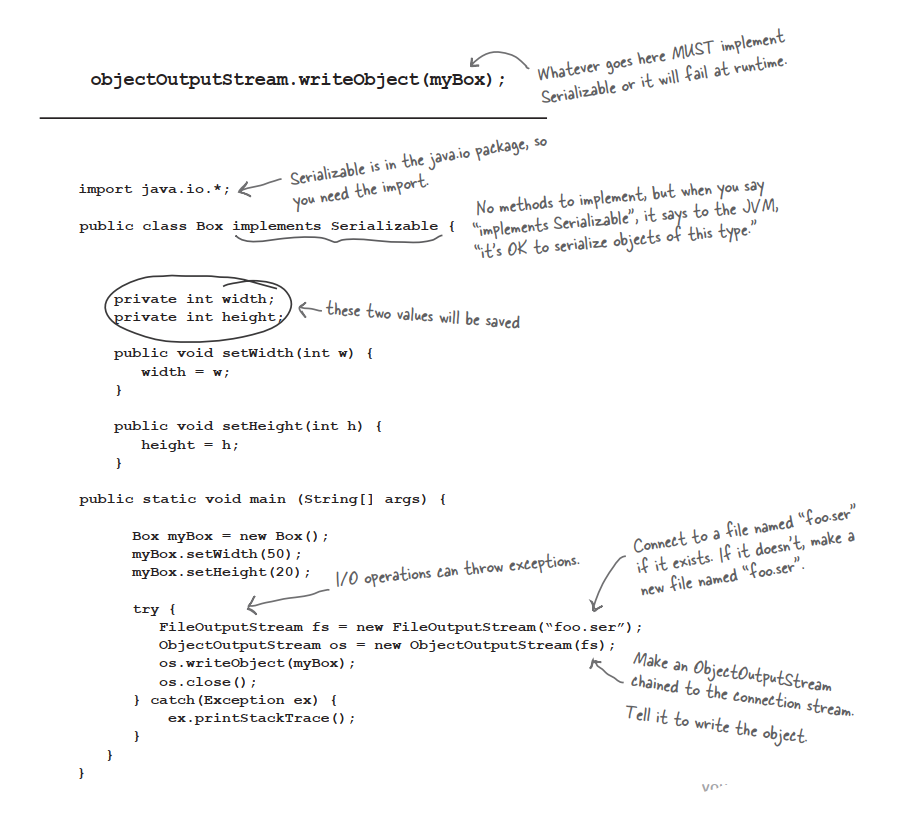 objectOutputStream.writeObject(myBox);
Whatever goes here MUST implement
Serializable or it will fail at runtime.
import java.io.*;
Serializable is in the java.io package, so
you need the import.
public class Box implements Serializable {
No methods to implement, but when you say
“implements Serializable”, it says to the JVM,
“it’s OK to serialize objects of this type.”
private int width;
private int height;
these two values will be saved
public void setWidth(int w) {
width = w;
}
public void setHeight(int h) {
height = h;
}
public static void main (String[] args) {
Box myBox = new Box();
myBox.setWidth(50);
myBox.setHeight(20);
I/O operations can throw exceptions.
Connect to a file named “foo.ser”
if it exists. If it doesn’t, make a
new file named “foo.ser”.
try {
FileOutputStream fs = new FileOutputStream(“foo.ser”);
ObjectOutputStream os = new ObjectOutputStream(fs);
os.writeObject(myBox);
os.close();
Make an ObjectOutputStream
chained to the connection stream.
Tell it to write the object.
} catch(Exception ex) {
ex.printStackTrace();
}
}
}